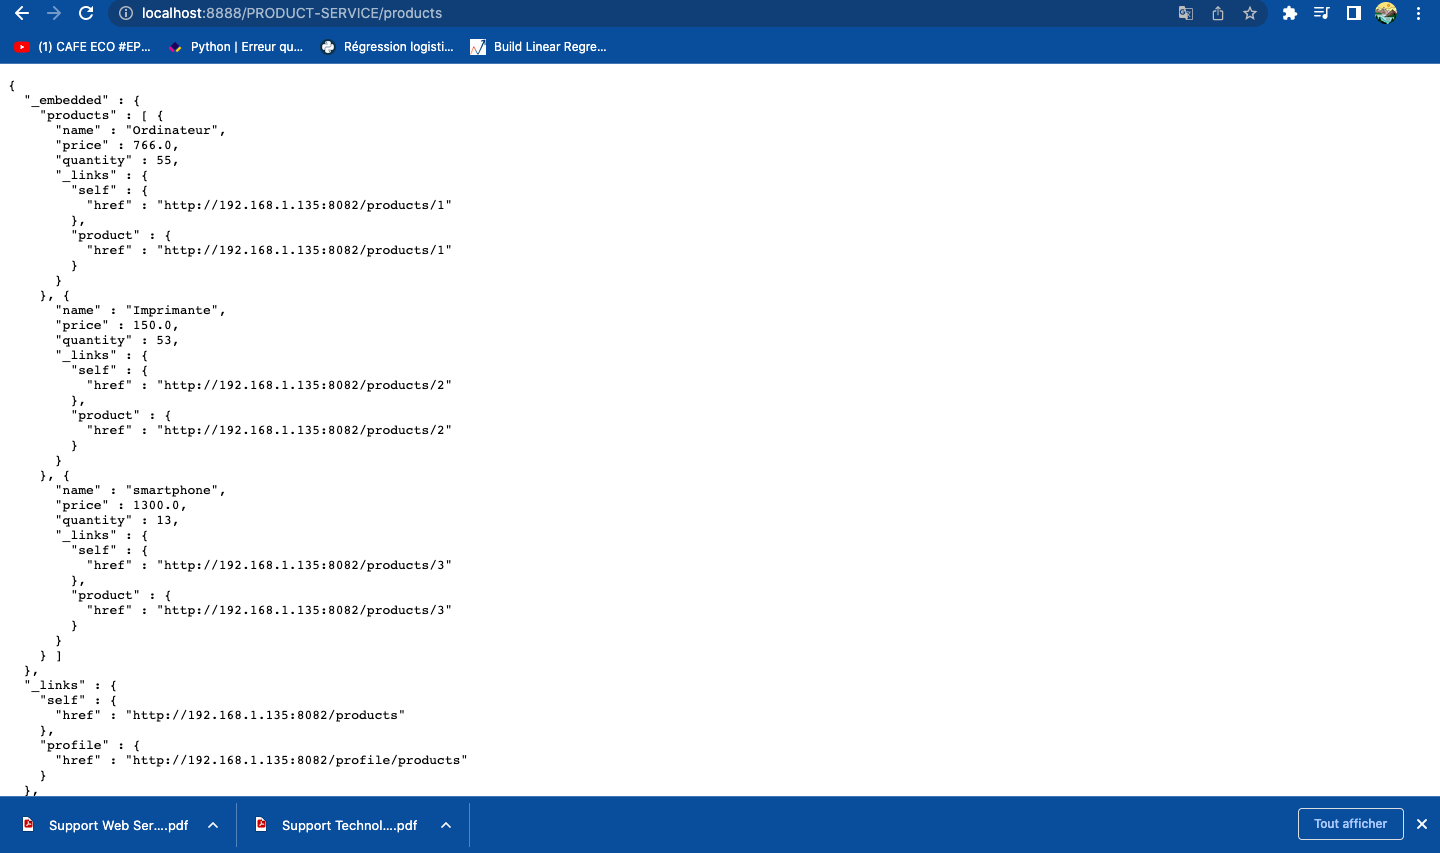 localhost:8888/PRODUCT-SERVICE/products
(1) CAFE ECO #EP... Python | Erreur qu... Régression logisti... Build Linear Regre...
{
  "_embedded" : {
    "products" : [ {
      "name" : "Ordinateur",
      "price" : 766.0,
      "quantity" : 55,
      "_links" : {
        "self" : {
          "href" : "http://192.168.1.135:8082/products/1"
        },
        "product" : {
          "href" : "http://192.168.1.135:8082/products/1"
        }
      }
    }, {
      "name" : "Imprimante",
      "price" : 150.0,
      "quantity" : 53,
      "_links" : {
        "self" : {
          "href" : "http://192.168.1.135:8082/products/2"
        },
        "product" : {
          "href" : "http://192.168.1.135:8082/products/2"
        }
      }
    }, {
      "name" : "smartphone",
      "price" : 1300.0,
      "quantity" : 13,
      "_links" : {
        "self" : {
          "href" : "http://192.168.1.135:8082/products/3"
        },
        "product" : {
          "href" : "http://192.168.1.135:8082/products/3"
        }
      }
    } ]
  },
  "_links" : {
    "self" : {
      "href" : "http://192.168.1.135:8082/products"
    },
    "profile" : {
      "href" : "http://192.168.1.135:8082/profile/products"
    }
  },
Support Web Ser....pdf Support Technol....pdf Tout afficher